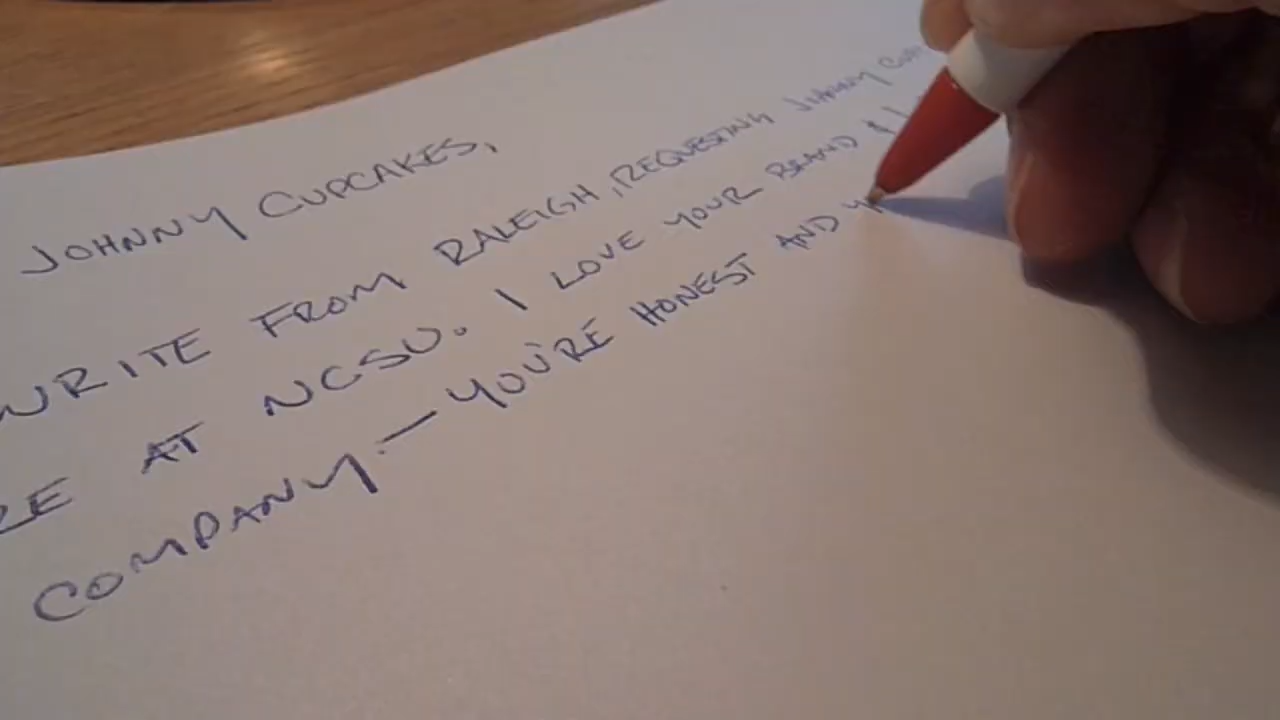 JOHNNY CUPCAKES,
WRITE FROM RALEIGH, REQUESTING JOHNNY
AT NCSU. I LOVE YOUR BRAND &
COMPANY. — YOU'RE HONEST AND